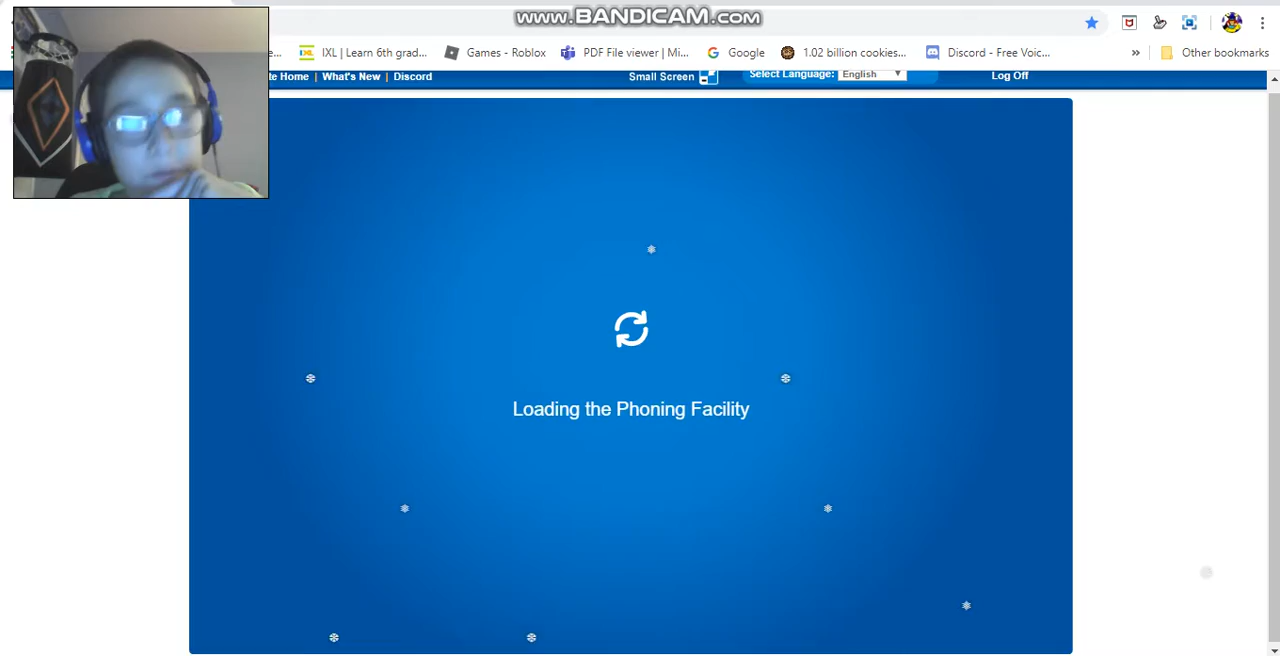 www.BANDICAM.com
e... IXL | Learn 6th grad... Games - Roblox PDF File viewer | Mi... Google 1.02 billion cookies... Discord - Free Voic... » Other bookmarks
te Home | What's New | Discord Small Screen Select Language: English Log Off
Loading the Phoning Facility